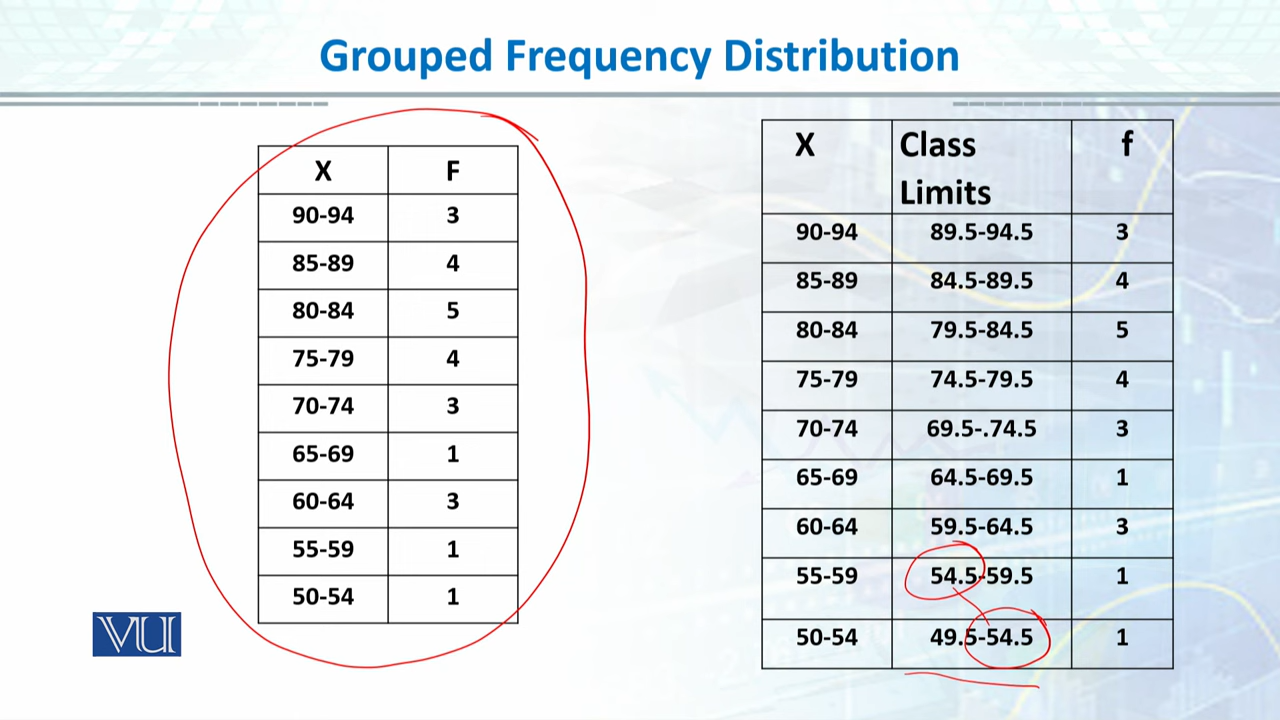 Grouped Frequency Distribution
X F
90-94 3
85-89 4
80-84 5
75-79 4
70-74 3
65-69 1
60-64 3
55-59 1
50-54 1
X Class Limits f
90-94 89.5-94.5 3
85-89 84.5-89.5 4
80-84 79.5-84.5 5
75-79 74.5-79.5 4
70-74 69.5-.74.5 3
65-69 64.5-69.5 1
60-64 59.5-64.5 3
55-59 54.5-59.5 1
50-54 49.5-54.5 1
VU